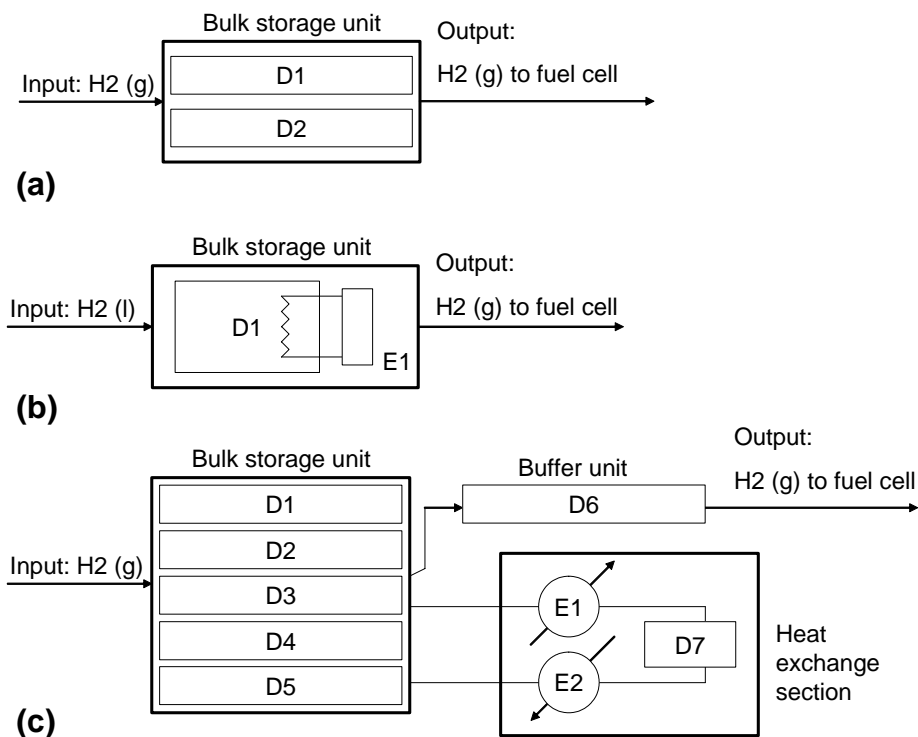 Bulk storage unit
Output:
Input: H2 (g)
D1
H2 (g) to fuel cell
D2
(a)
Bulk storage unit
Output:
Input: H2 (l)
D1
H2 (g) to fuel cell
E1
(b)
Output:
Bulk storage unit
Buffer unit
H2 (g) to fuel cell
D1
D6
D2
Input: H2 (g)
D3
E1
D4
D7
Heat
exchange
section
D5
E2
(c)